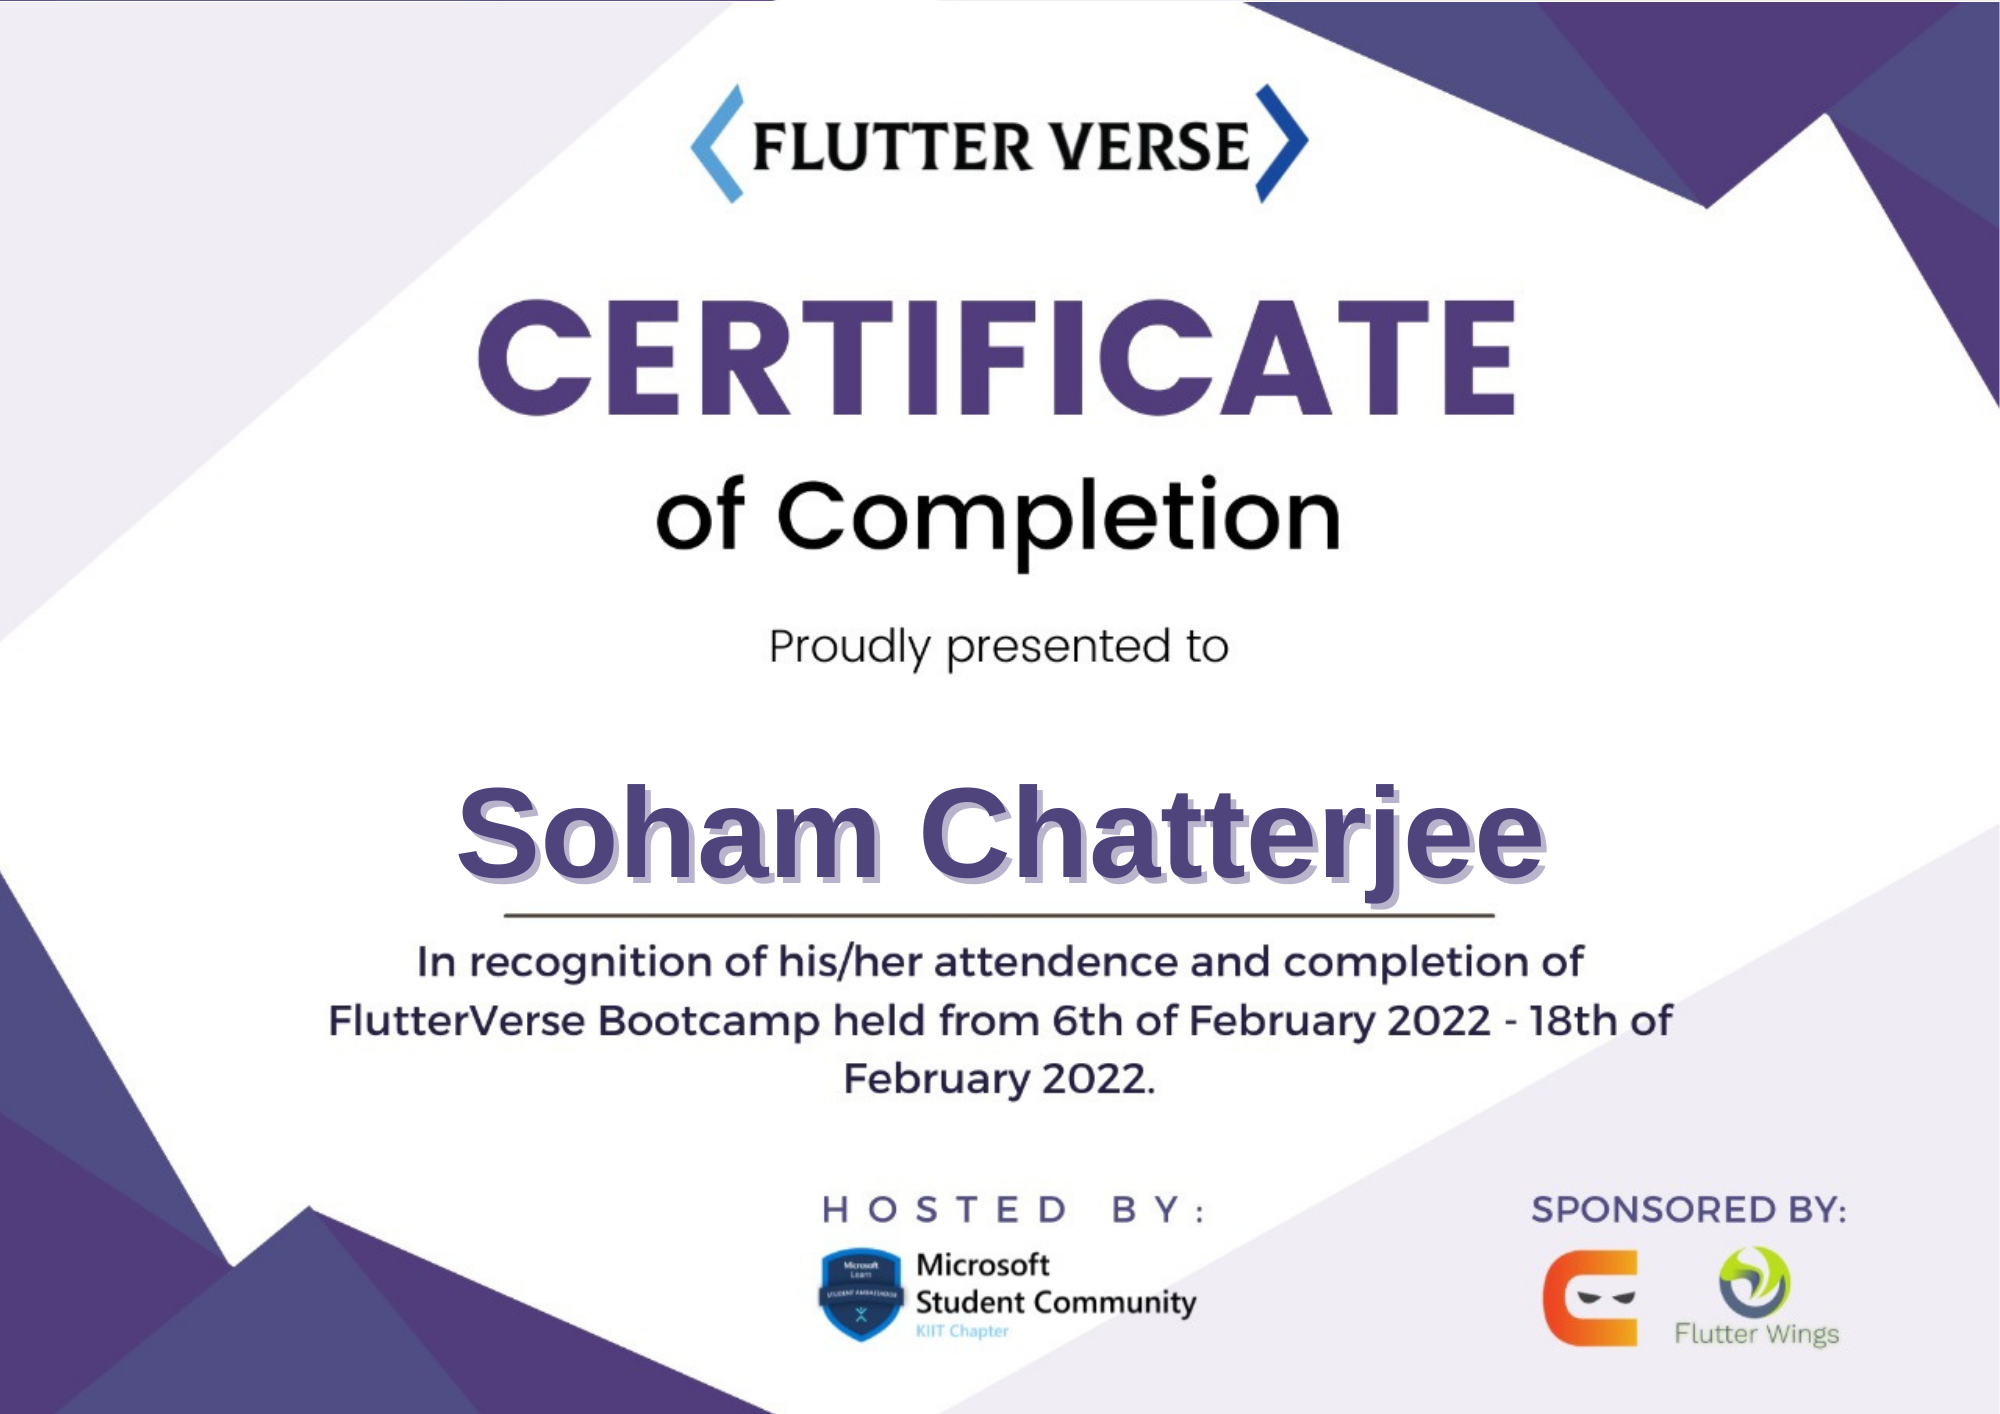 FLUTTER VERSE
CERTIFICATE
of Completion
Proudly presented to
Soham Chatterjee
In recognition of his/her attendence and completion of
FlutterVerse Bootcamp held from 6th of February 2022 - 18th of
February 2022.
HOSTED BY:
Microsoft
Learn
STUDENT AMBASSADOR
Microsoft
Student Community
KIIT Chapter
SPONSORED BY:
Flutter Wings